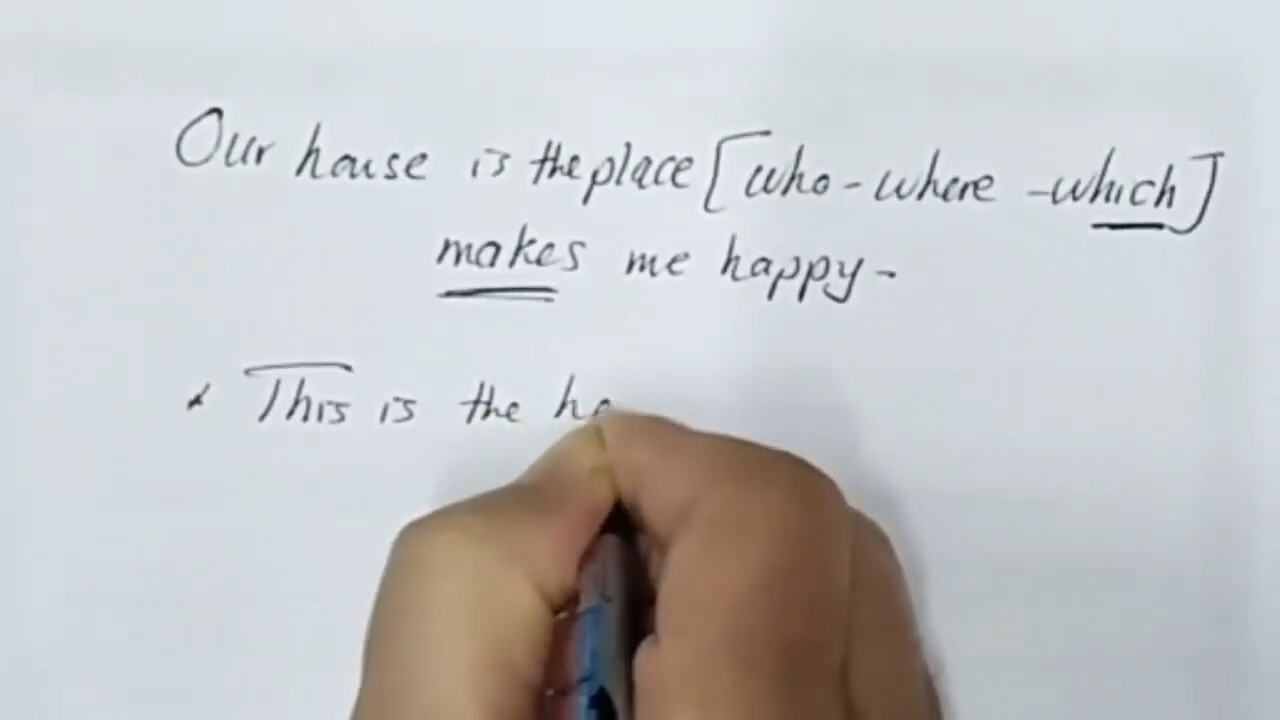 Our house is the place [who - where - which]
makes me happy -
This is the